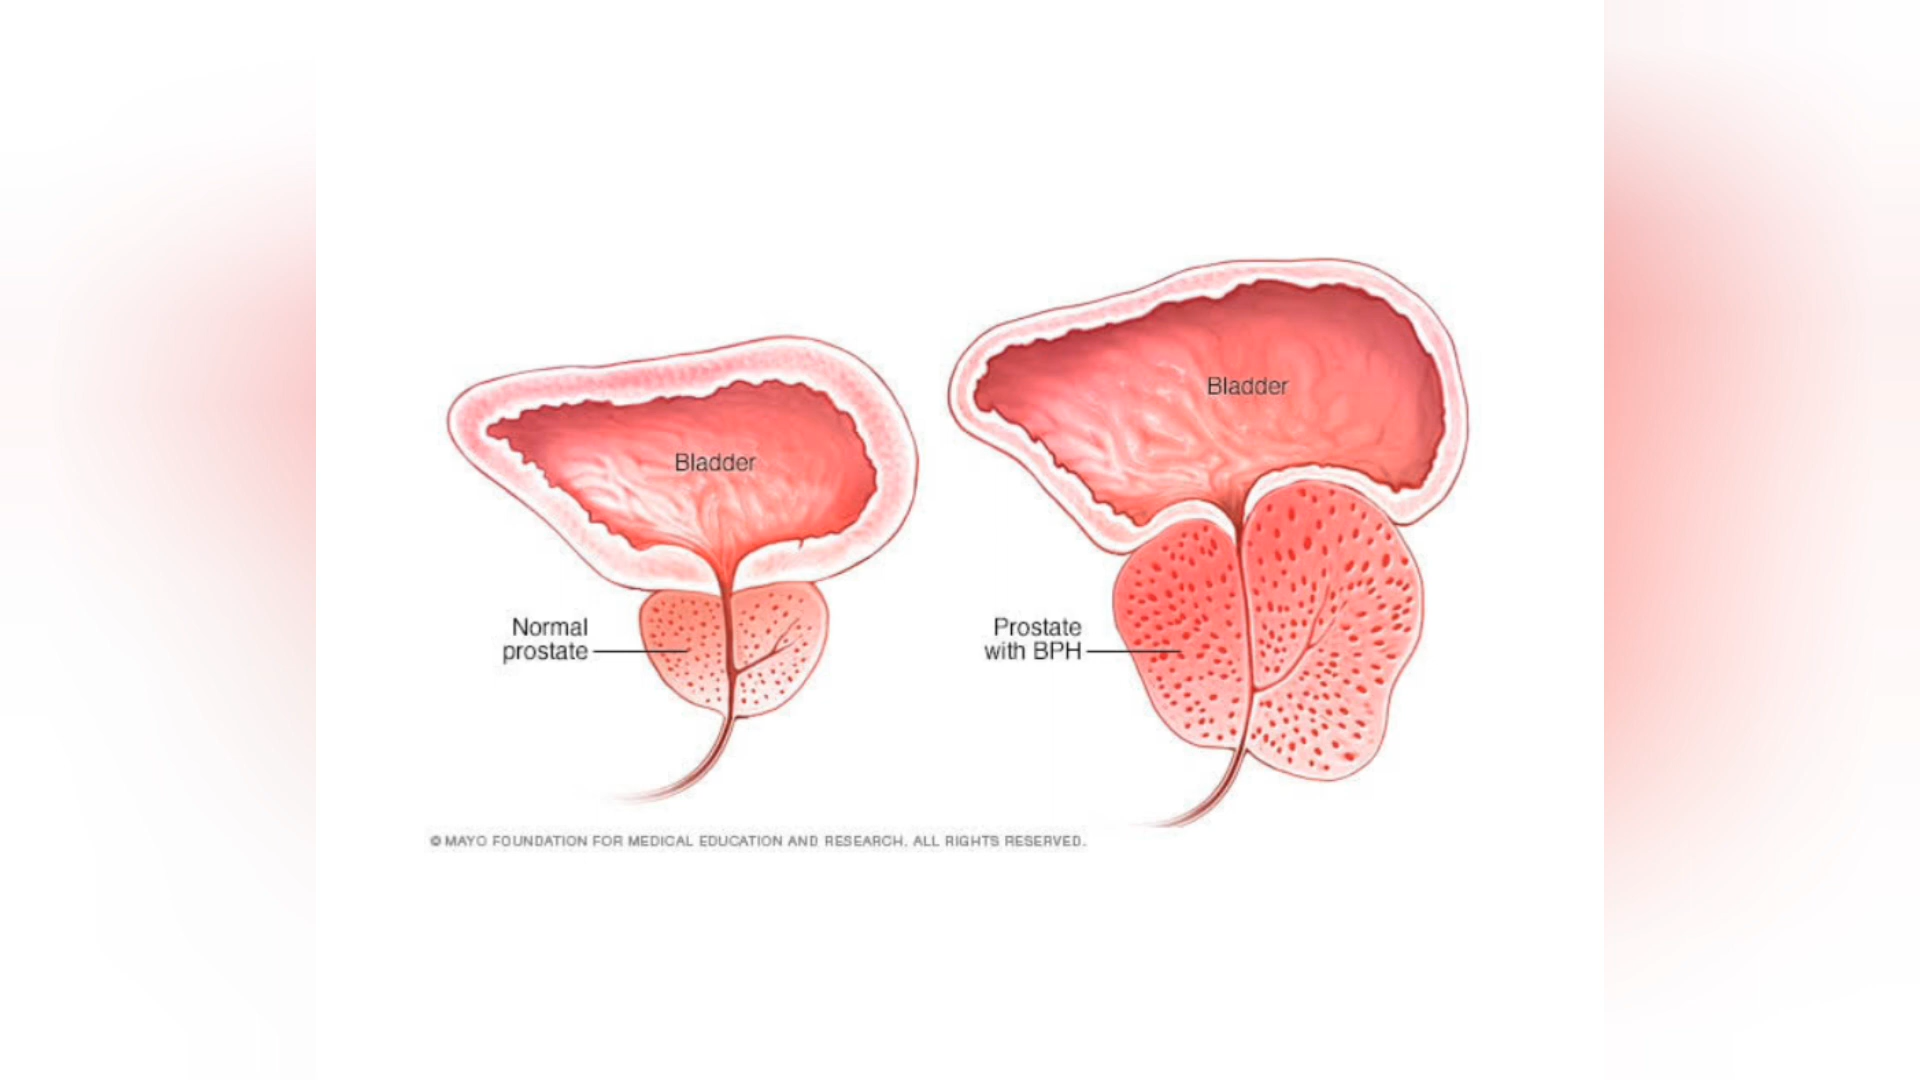 Bladder
Normal
prostate
Bladder
Prostate
with BPH
© MAYO FOUNDATION FOR MEDICAL EDUCATION AND RESEARCH. ALL RIGHTS RESERVED.